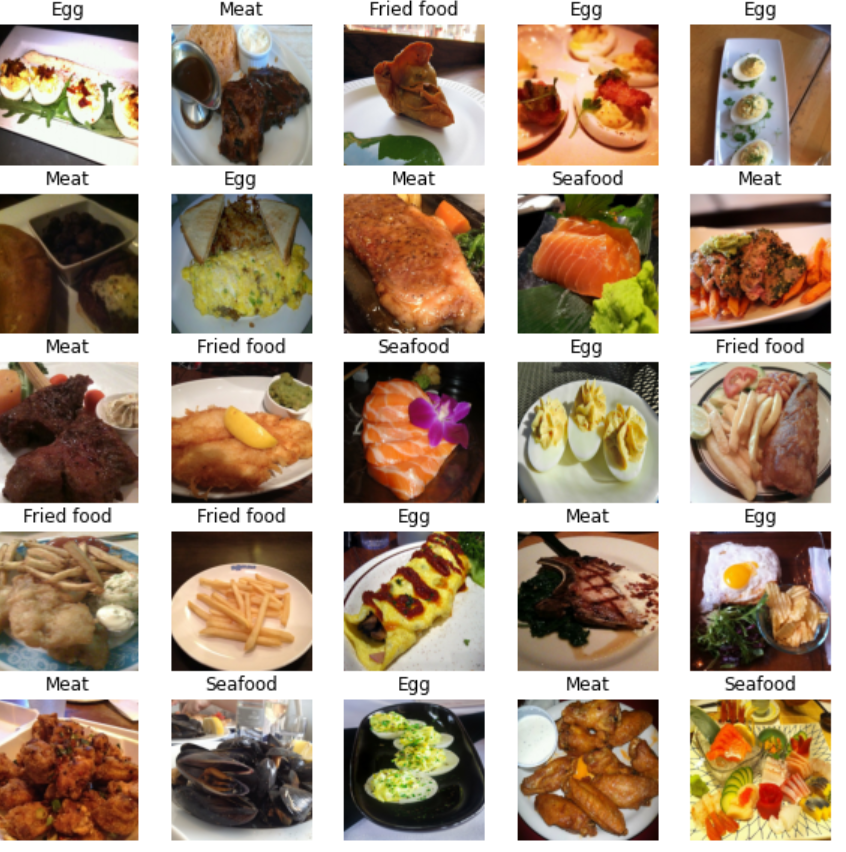 Egg Meat Fried food Egg Egg
Meat Egg Meat Seafood Meat
Meat Fried food Seafood Egg Fried food
Fried food Fried food Egg Meat Egg
Meat Seafood Egg Meat Seafood